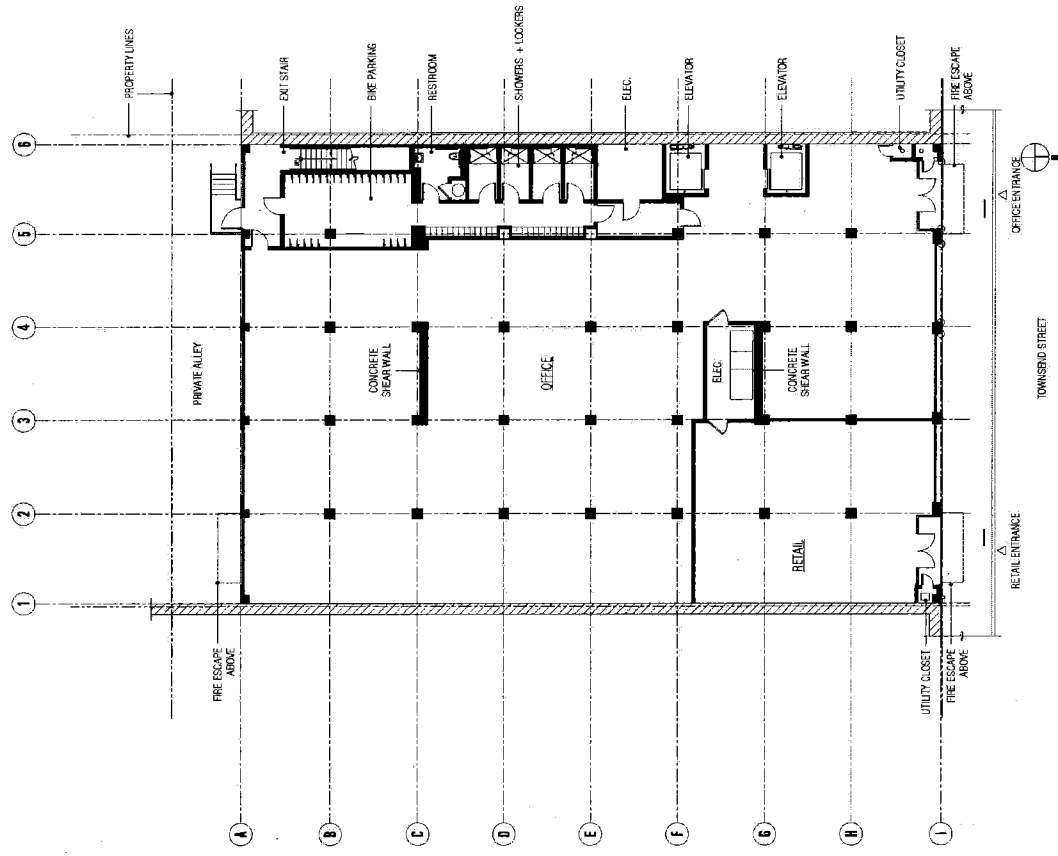 PROPERTY LINES
EXIT STAIR
BIKE PARKING
RESTROOM
SHOWERS + LOCKERS
ELEC.
ELEVATOR
ELEVATOR
UTILITY CLOSET
FIRE ESCAPE
ABOVE
6
5
4
3
2
1
PRIVATE ALLEY
CONCRETE
SHEAR WALL
OFFICE
ELEC.
CONCRETE
SHEAR WALL
RETAIL
OFFICE ENTRANCE
TOWNSEND STREET
RETAIL ENTRANCE
FIRE ESCAPE
ABOVE
UTILITY CLOSET
FIRE ESCAPE
ABOVE
A
B
C
D
E
F
G
H
I